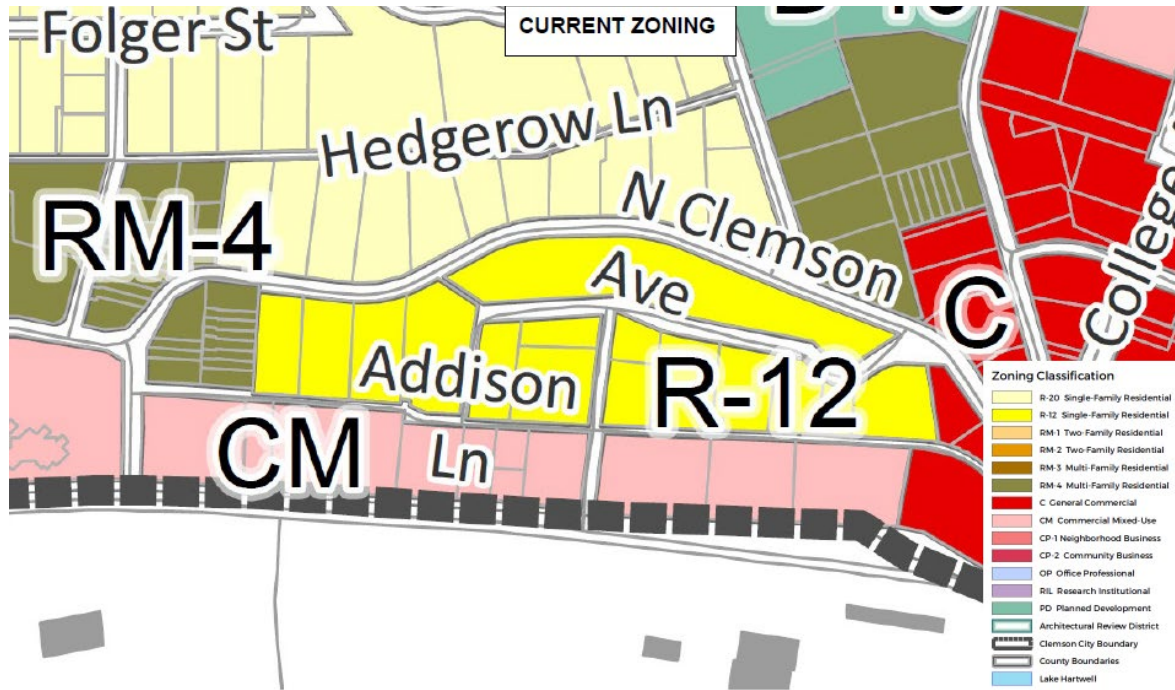 CURRENT ZONING
Folger St
Hedgerow Ln
RM-4
N Clemson
Ave
C
College
Addison
R-12
CM
Ln
Zoning Classification
R-20 Single-Family Residential
R-12 Single-Family Residential
RM-1 Two-Family Residential
RM-2 Two-Family Residential
RM-3 Multi-Family Residential
RM-4 Multi-Family Residential
C General Commercial
CM Commercial Mixed-Use
CP-1 Neighborhood Business
CP-2 Community Business
OP Office Professional
RIL Research Institutional
PD Planned Development
Architectural Review District
Clemson City Boundary
County Boundaries
Lake Hartwell